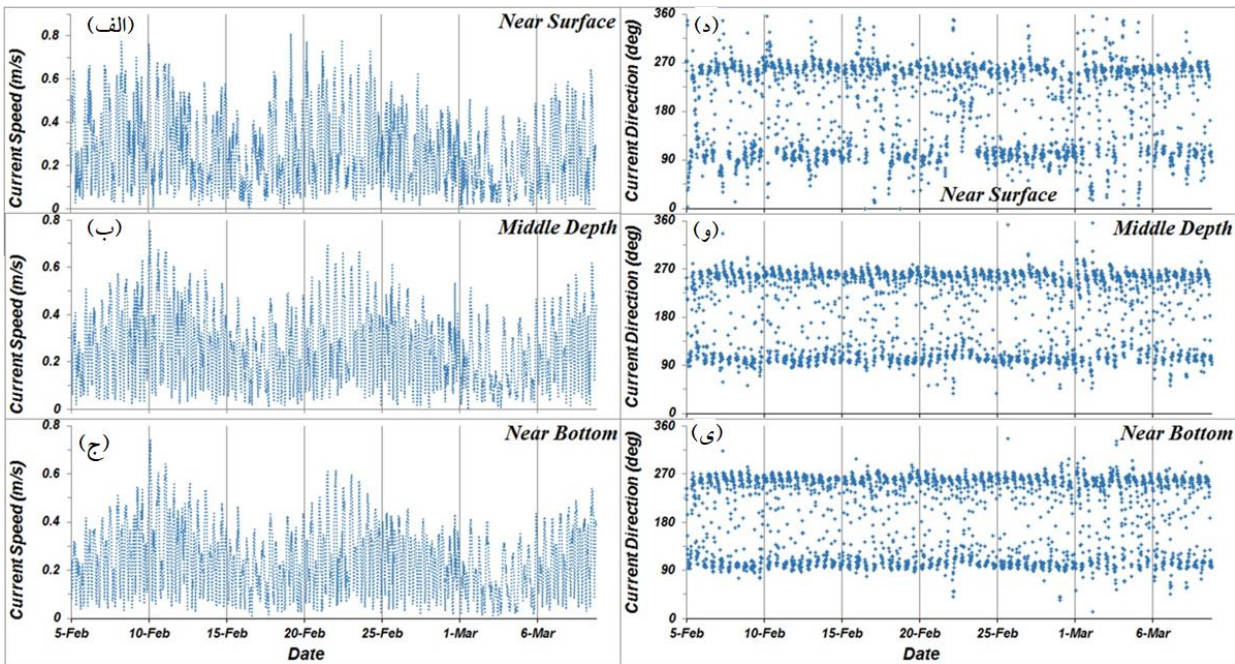 (الف)
Near Surface
Current Speed (m/s)
0.8
0.6
0.4
0.2
0
(ب)
Middle Depth
Current Speed (m/s)
0.8
0.6
0.4
0.2
0
(ج)
Near Bottom
Current Speed (m/s)
0.8
0.6
0.4
0.2
0
5-Feb 10-Feb 15-Feb 20-Feb 25-Feb 1-Mar 6-Mar
Date
(د)
Near Surface
Current Direction (deg)
360
270
180
90
0
(و)
Middle Depth
Current Direction (deg)
360
270
180
90
0
(ی)
Near Bottom
Current Direction (deg)
360
270
180
90
0
5-Feb 10-Feb 15-Feb 20-Feb 25-Feb 1-Mar 6-Mar
Date